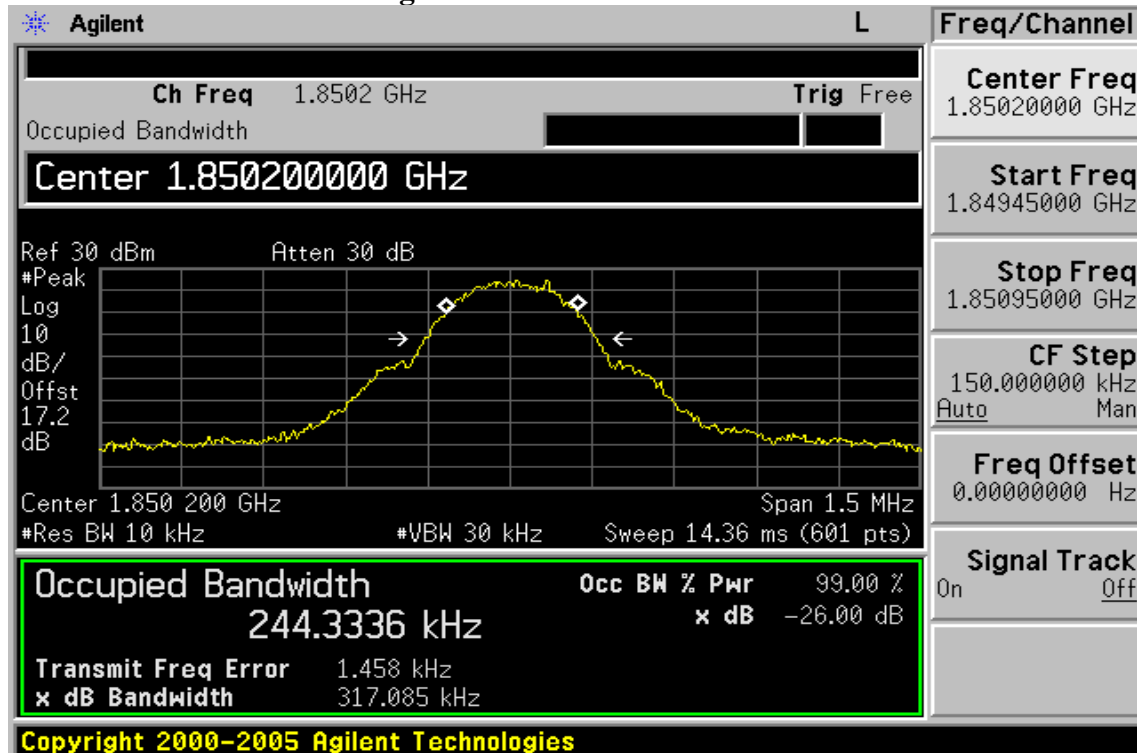 Agilent L
Ch Freq 1.8502 GHz Trig Free
Occupied Bandwidth
Center 1.850200000 GHz
Ref 30 dBm Atten 30 dB
#Peak
Log
10
dB/
Offst
17.2
dB
Center 1.850 200 GHz Span 1.5 MHz
#Res BW 10 kHz #VBW 30 kHz Sweep 14.36 ms (601 pts)
Occupied Bandwidth Occ BW % Pwr 99.00 %
244.3336 kHz x dB -26.00 dB
Transmit Freq Error 1.458 kHz
x dB Bandwidth 317.085 kHz
Copyright 2000-2005 Agilent Technologies
Freq/Channel
Center Freq
1.85020000 GHz
Start Freq
1.84945000 GHz
Stop Freq
1.85095000 GHz
CF Step
150.000000 kHz
Auto Man
Freq Offset
0.00000000 Hz
Signal Track
On Off